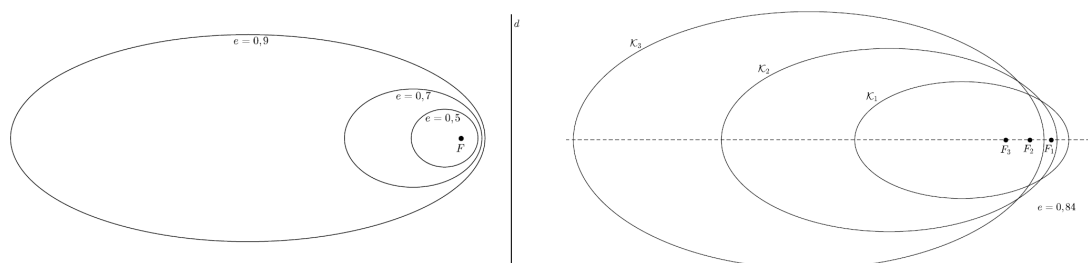 e = 0,9
e = 0,7
e = 0,5
F
d
𝒦₃
𝒦₂
𝒦₁
F₃ F₂ F₁
e = 0,84